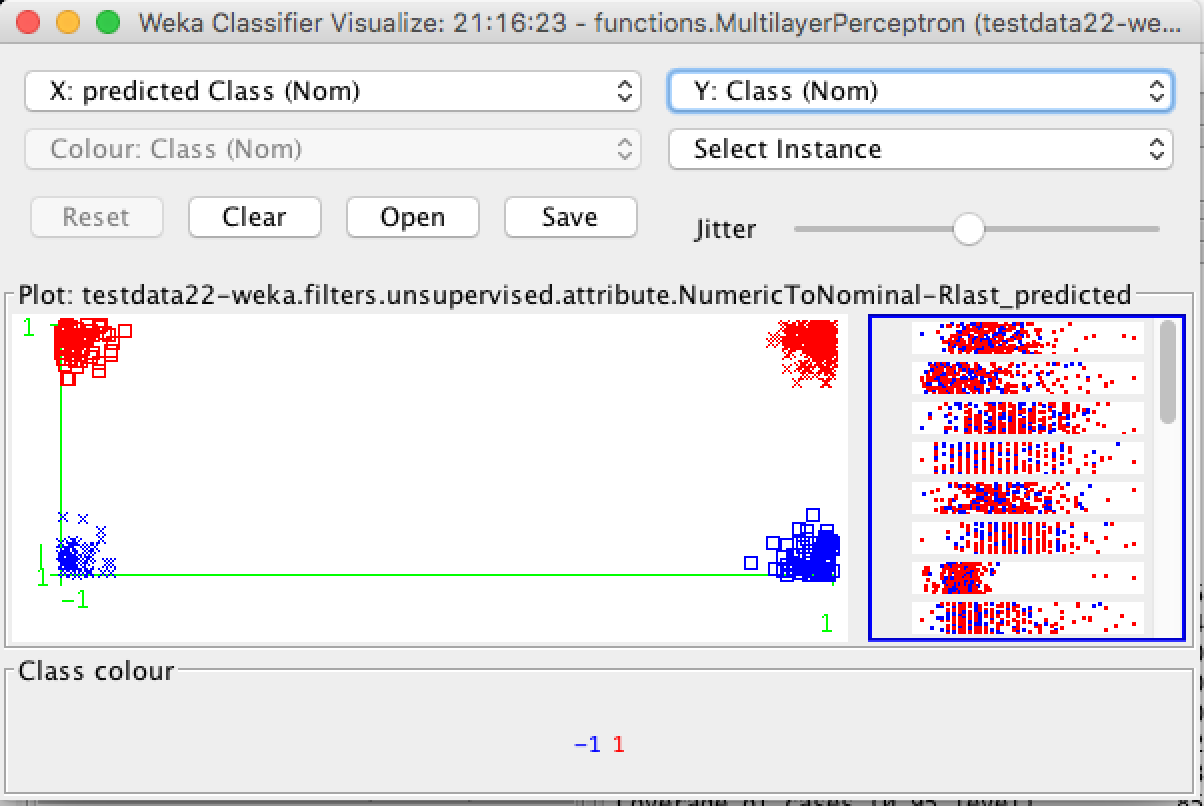 Weka Classifier Visualize: 21:16:23 - functions.MultilayerPerceptron (testdata22-we...
X: predicted Class (Nom)
Y: Class (Nom)
Colour: Class (Nom)
Select Instance
Reset
Clear
Open
Save
Jitter
Plot: testdata22-weka.filters.unsupervised.attribute.NumericToNominal-Rlast_predicted
1
1
-1
1
Class colour
-1 1